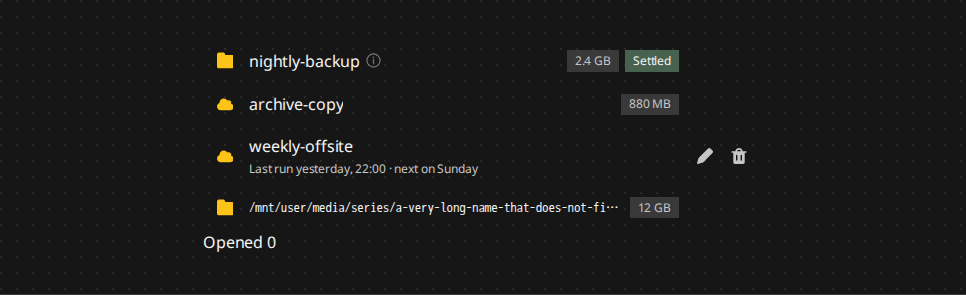 nightly-backup 2.4 GB Settled
archive-copy 880 MB
weekly-offsite
Last run yesterday, 22:00 · next on Sunday
/mnt/user/media/series/a-very-long-name-that-does-not-fi… 12 GB
Opened 0